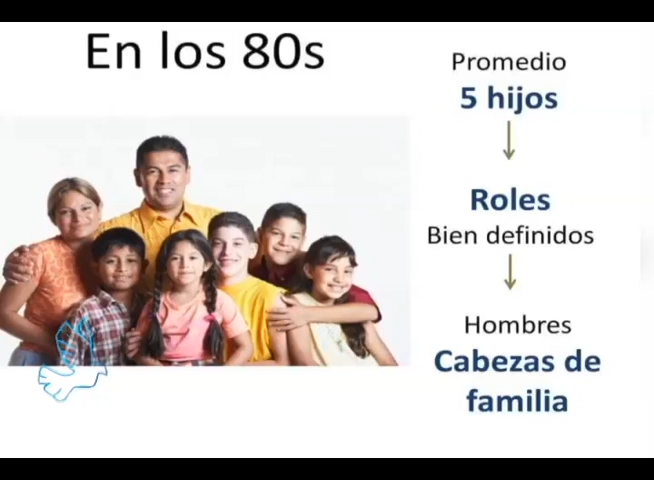 En los 80s
Promedio
5 hijos
Roles
Bien definidos
Hombres
Cabezas de
familia